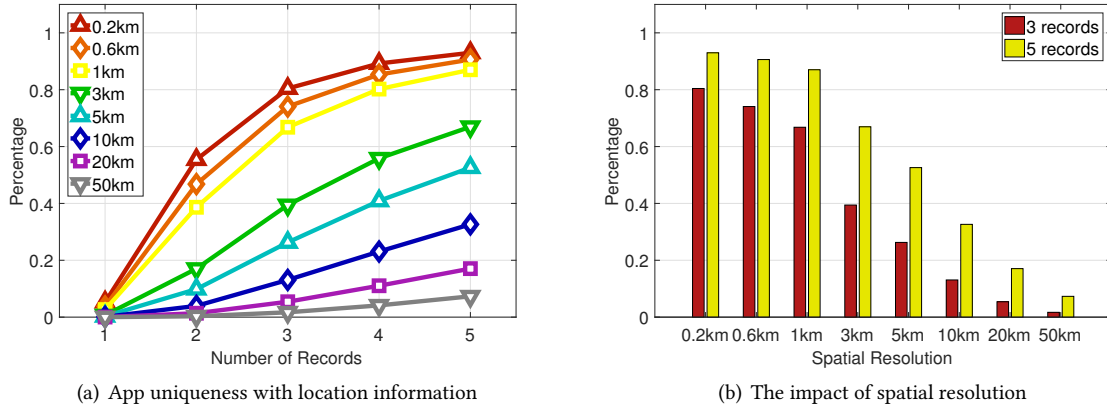 1
0.8
0.6
0.4
0.2
0
Percentage
0.2km
0.6km
1km
3km
5km
10km
20km
50km
1 2 3 4 5
Number of Records
(a) App uniqueness with location information
1
0.8
0.6
0.4
0.2
0
Percentage
3 records
5 records
0.2km 0.6km 1km 3km 5km 10km 20km 50km
Spatial Resolution
(b) The impact of spatial resolution